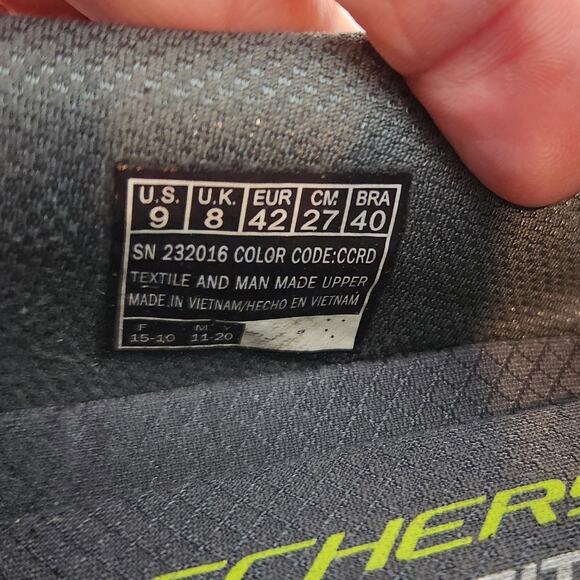 U.S. U.K. EUR CM BRA
9 8 42 27 40
SN 232016 COLOR CODE:CCRD
TEXTILE AND MAN MADE UPPER
MADE IN VIETNAM/HECHO EN VIETNAM
F M Y
15-10 11-20